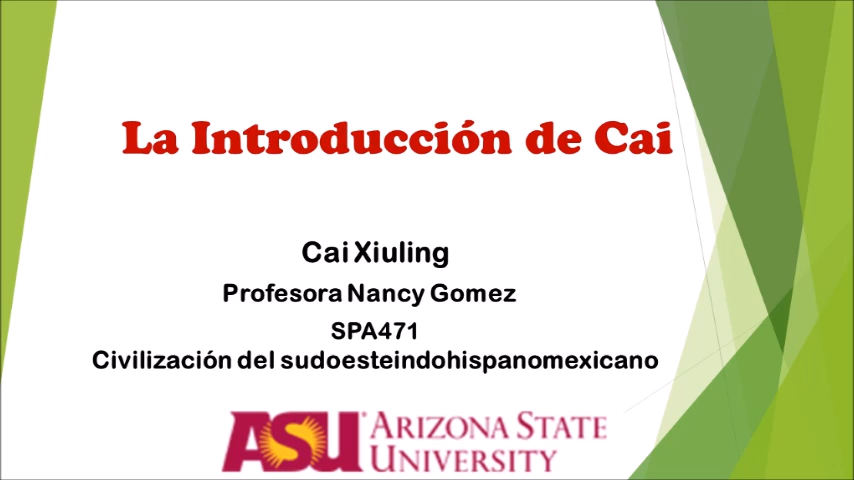 La Introducción de Cai
Cai Xiuling
Profesora Nancy Gomez
SPA471
Civilización del sudoesteindohispanomexicano
ASU ARIZONA STATE
UNIVERSITY